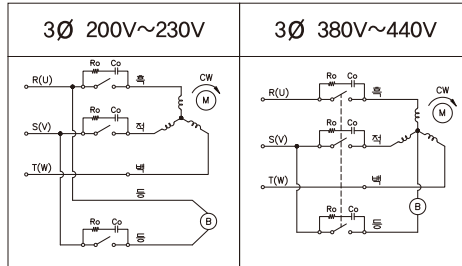 3Ø 200V~230V
Ro Co
R(U) 흑 CW
M
Ro Co
S(V) 적
T(W) 백
등
B
Ro Co
등
3Ø 380V~440V
Ro Co
R(U) 흑 CW
M
Ro Co
S(V) 적
T(W) 백
B
Ro Co
등